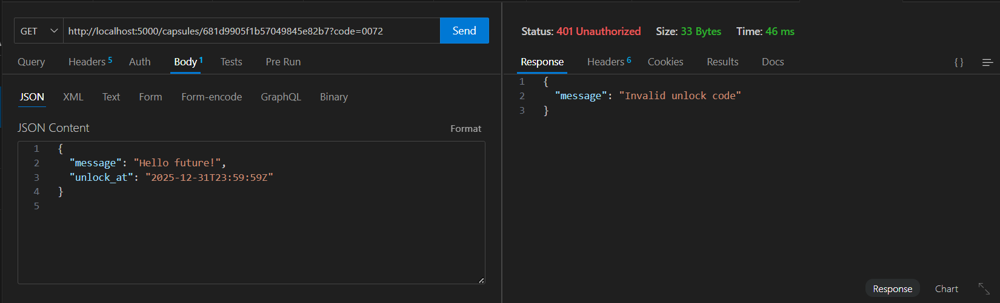 GET http://localhost:5000/capsules/681d9905f1b57049845e82b7?code=0072 Send
Query Headers 5 Auth Body 1 Tests Pre Run
JSON XML Text Form Form-encode GraphQL Binary
JSON Content Format
1 {
2 "message": "Hello future!",
3 "unlock_at": "2025-12-31T23:59:59Z"
4 }
5
Status: 401 Unauthorized Size: 33 Bytes Time: 46 ms
Response Headers 6 Cookies Results Docs { }
1 {
2 "message": "Invalid unlock code"
3 }
Response Chart